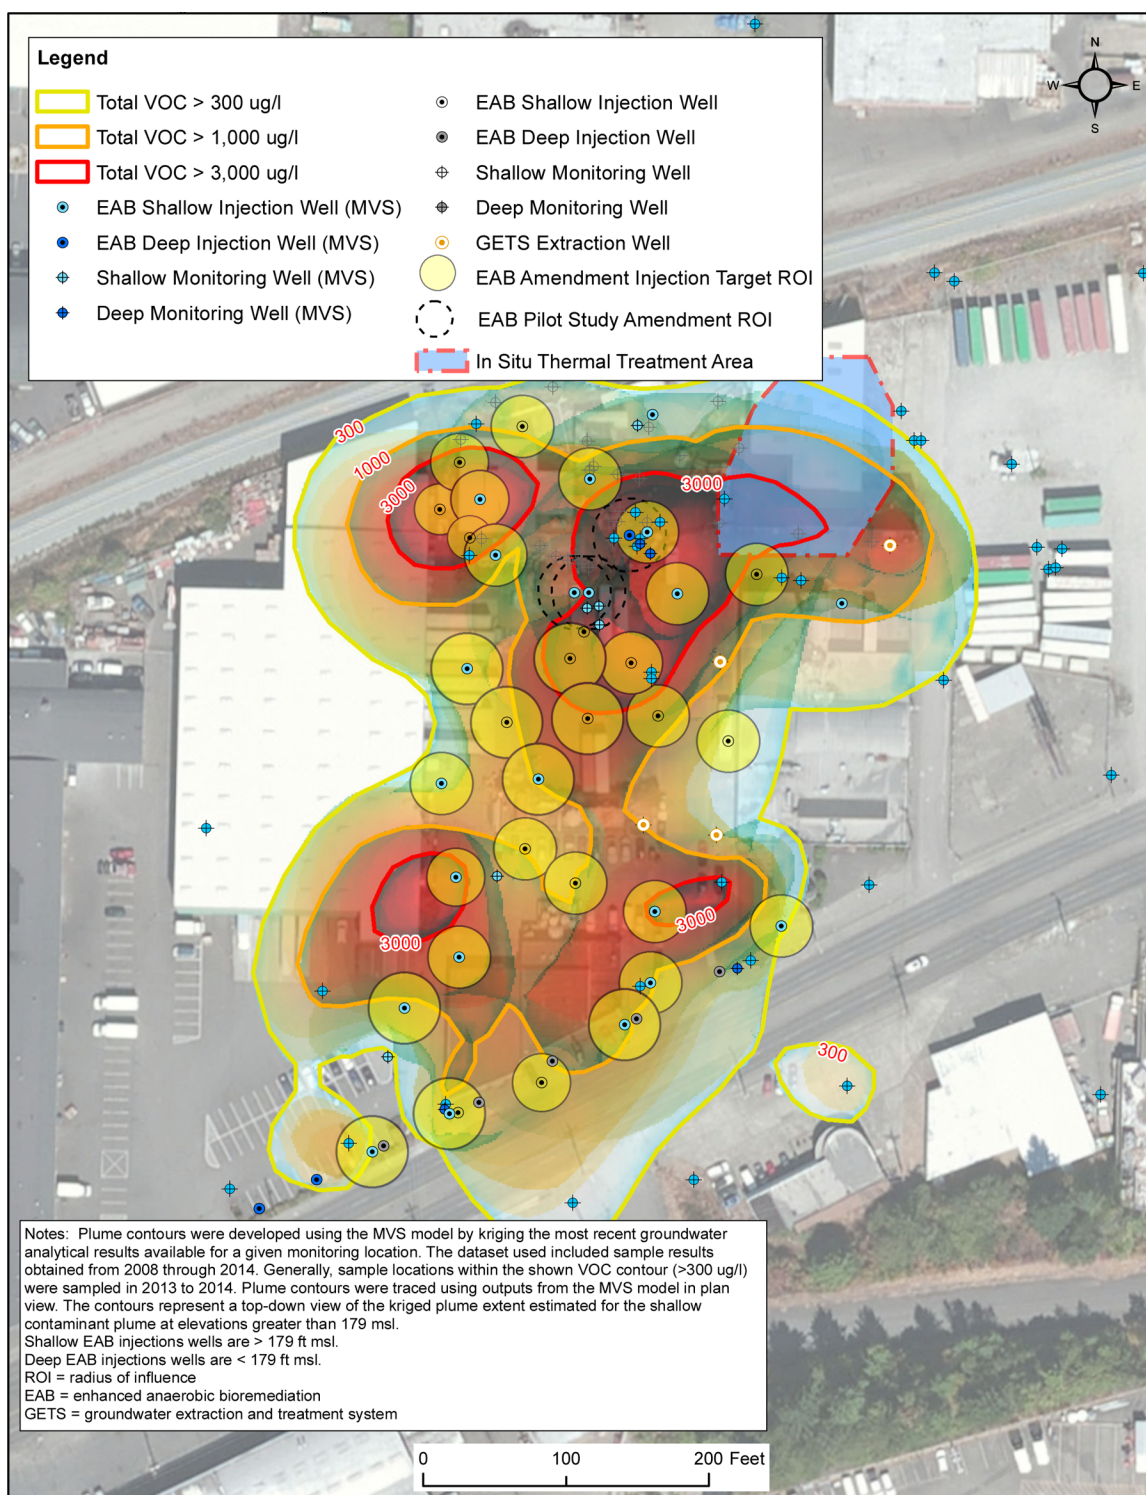 N
W E
S
Legend
Total VOC > 300 ug/l
Total VOC > 1,000 ug/l
Total VOC > 3,000 ug/l
EAB Shallow Injection Well (MVS)
EAB Deep Injection Well (MVS)
Shallow Monitoring Well (MVS)
Deep Monitoring Well (MVS)
EAB Shallow Injection Well
EAB Deep Injection Well
Shallow Monitoring Well
Deep Monitoring Well
GETS Extraction Well
EAB Amendment Injection Target ROI
EAB Pilot Study Amendment ROI
In Situ Thermal Treatment Area
300
1000
3000
3000
3000
3000
300
Notes: Plume contours were developed using the MVS model by kriging the most recent groundwater
analytical results available for a given monitoring location. The dataset used included sample results
obtained from 2008 through 2014. Generally, sample locations within the shown VOC contour (>300 ug/l)
were sampled in 2013 to 2014. Plume contours were traced using outputs from the MVS model in plan
view. The contours represent a top-down view of the kriged plume extent estimated for the shallow
contaminant plume at elevations greater than 179 msl.
Shallow EAB injections wells are > 179 ft msl.
Deep EAB injections wells are < 179 ft msl.
ROI = radius of influence
EAB = enhanced anaerobic bioremediation
GETS = groundwater extraction and treatment system
0 100 200 Feet